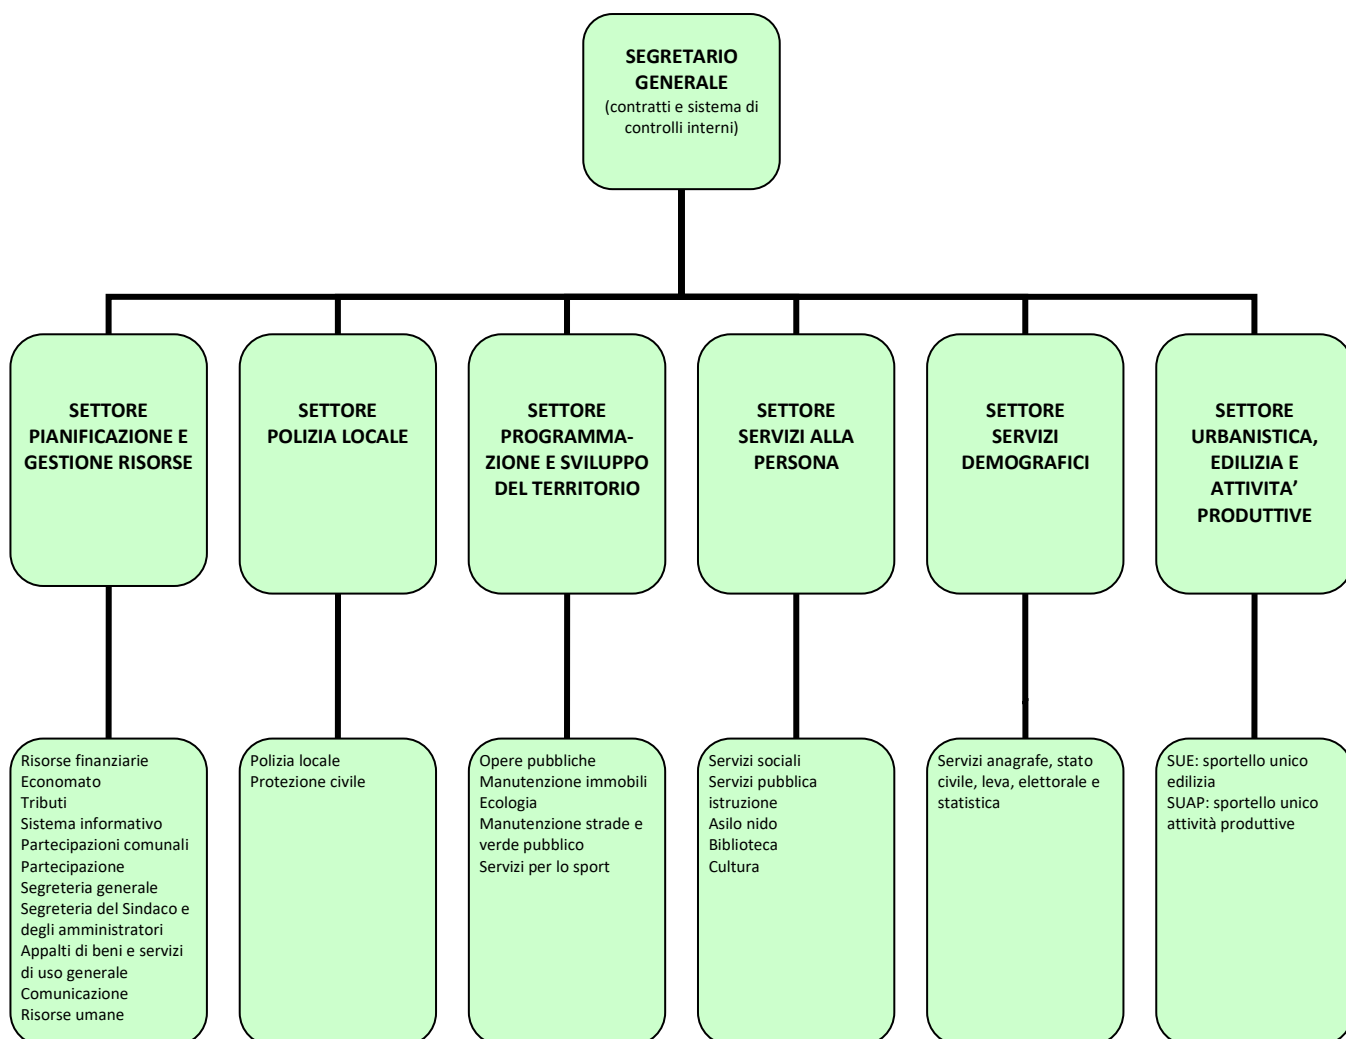 SEGRETARIO
GENERALE
(contratti e sistema di
controlli interni)
SETTORE
PIANIFICAZIONE E
GESTIONE RISORSE
SETTORE
POLIZIA LOCALE
SETTORE
PROGRAMMA-
ZIONE E SVILUPPO
DEL TERRITORIO
SETTORE
SERVIZI ALLA
PERSONA
SETTORE
SERVIZI
DEMOGRAFICI
SETTORE
URBANISTICA,
EDILIZIA E
ATTIVITA’
PRODUTTIVE
Risorse finanziarie
Economato
Tributi
Sistema informativo
Partecipazioni comunali
Partecipazione
Segreteria generale
Segreteria del Sindaco e
degli amministratori
Appalti di beni e servizi
di uso generale
Comunicazione
Risorse umane
Polizia locale
Protezione civile
Opere pubbliche
Manutenzione immobili
Ecologia
Manutenzione strade e
verde pubblico
Servizi per lo sport
Servizi sociali
Servizi pubblica
istruzione
Asilo nido
Biblioteca
Cultura
Servizi anagrafe, stato
civile, leva, elettorale e
statistica
SUE: sportello unico
edilizia
SUAP: sportello unico
attività produttive